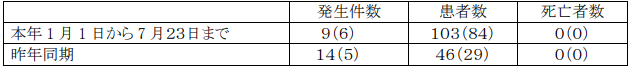 発生件数 患者数 死亡者数
本年１月１日から７月23日まで 9(6) 103(84) 0(0)
昨年同期 14(5) 46(29) 0(0)